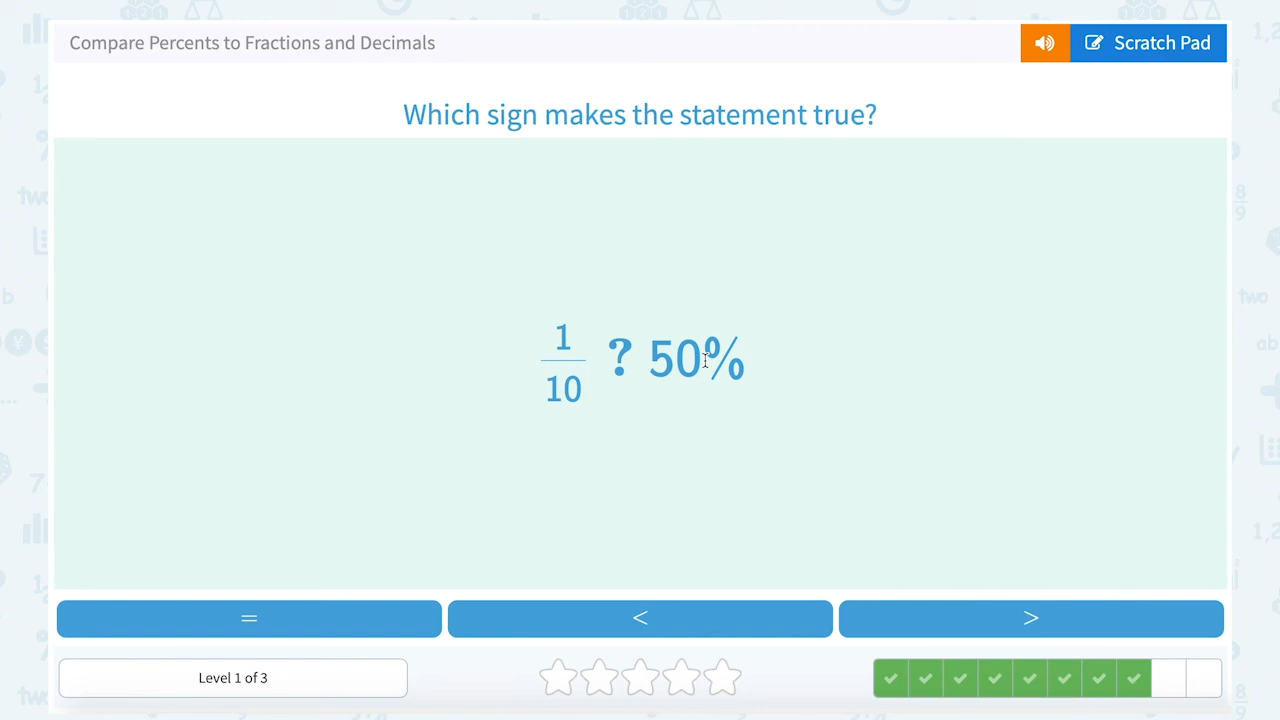 Compare Percents to Fractions and Decimals
Scratch Pad
Which sign makes the statement true?
1
10
? 50%
=
<
>
Level 1 of 3